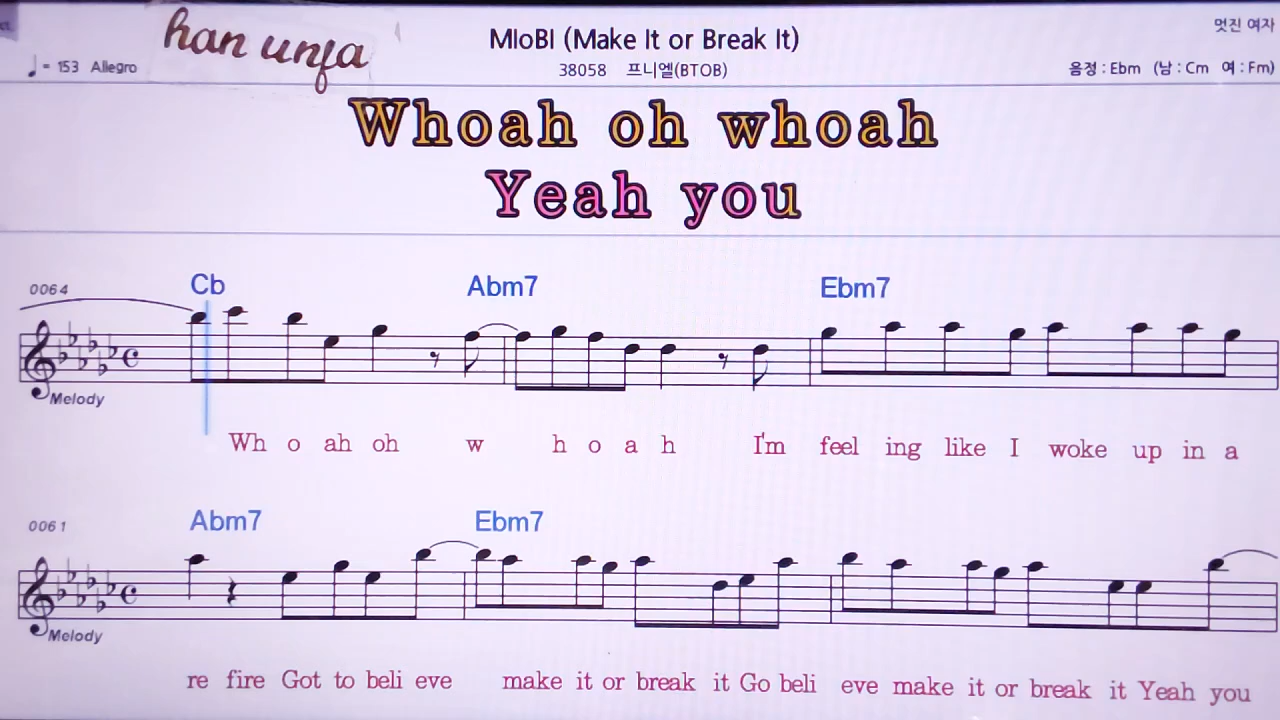 han unfa
MIoBI (Make It or Break It)
멋진 여자
♩= 153 Allegro
38058 프니엘(BTOB)
음정 : Ebm (남 : Cm 여 : Fm)
Whoah oh whoah
Yeah you
0064
Cb Abm7 Ebm7
Melody
Wh o ah oh w h o a h I'm feel ing like I woke up in a
0061
Abm7 Ebm7
Melody
re fire Got to beli eve make it or break it Go beli eve make it or break it Yeah you